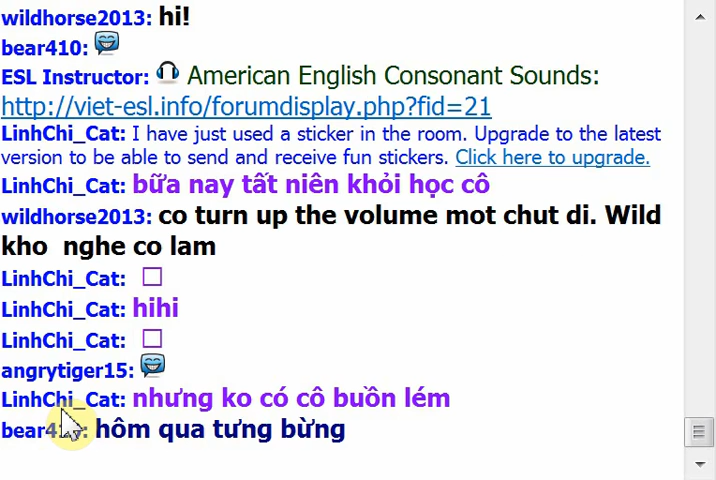 wildhorse2013: hi!
bear410:
ESL Instructor: American English Consonant Sounds:
http://viet-esl.info/forumdisplay.php?fid=21
LinhChi_Cat: I have just used a sticker in the room. Upgrade to the latest
version to be able to send and receive fun stickers. Click here to upgrade.
LinhChi_Cat: bữa nay tất niên khỏi học cô
wildhorse2013: co turn up the volume mot chut di. Wild
kho nghe co lam
LinhChi_Cat:
LinhChi_Cat: hihi
LinhChi_Cat:
angrytiger15:
LinhChi_Cat: nhưng ko có cô buồn lém
bear410: hôm qua tưng bừng